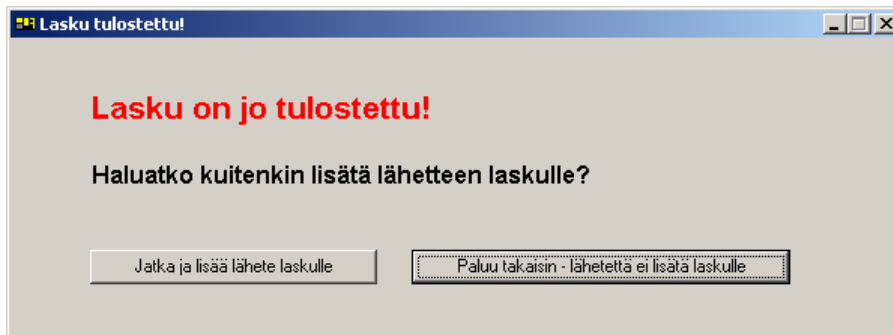 Lasku tulostettu!
Lasku on jo tulostettu!
Haluatko kuitenkin lisätä lähetteen laskulle?
Jatka ja lisää lähete laskulle
Paluu takaisin - lähetettä ei lisätä laskulle